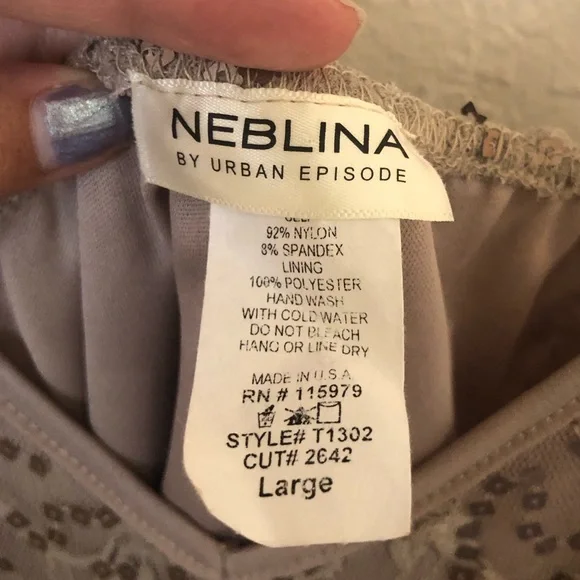 NEBLINA
BY URBAN EPISODE
SELF
92% NYLON
8% SPANDEX
LINING
100% POLYESTER
HAND WASH
WITH COLD WATER
DO NOT BLEACH
HANG OR LINE DRY
MADE IN U.S.A.
RN # 115979
STYLE# T1302
CUT# 2642
Large